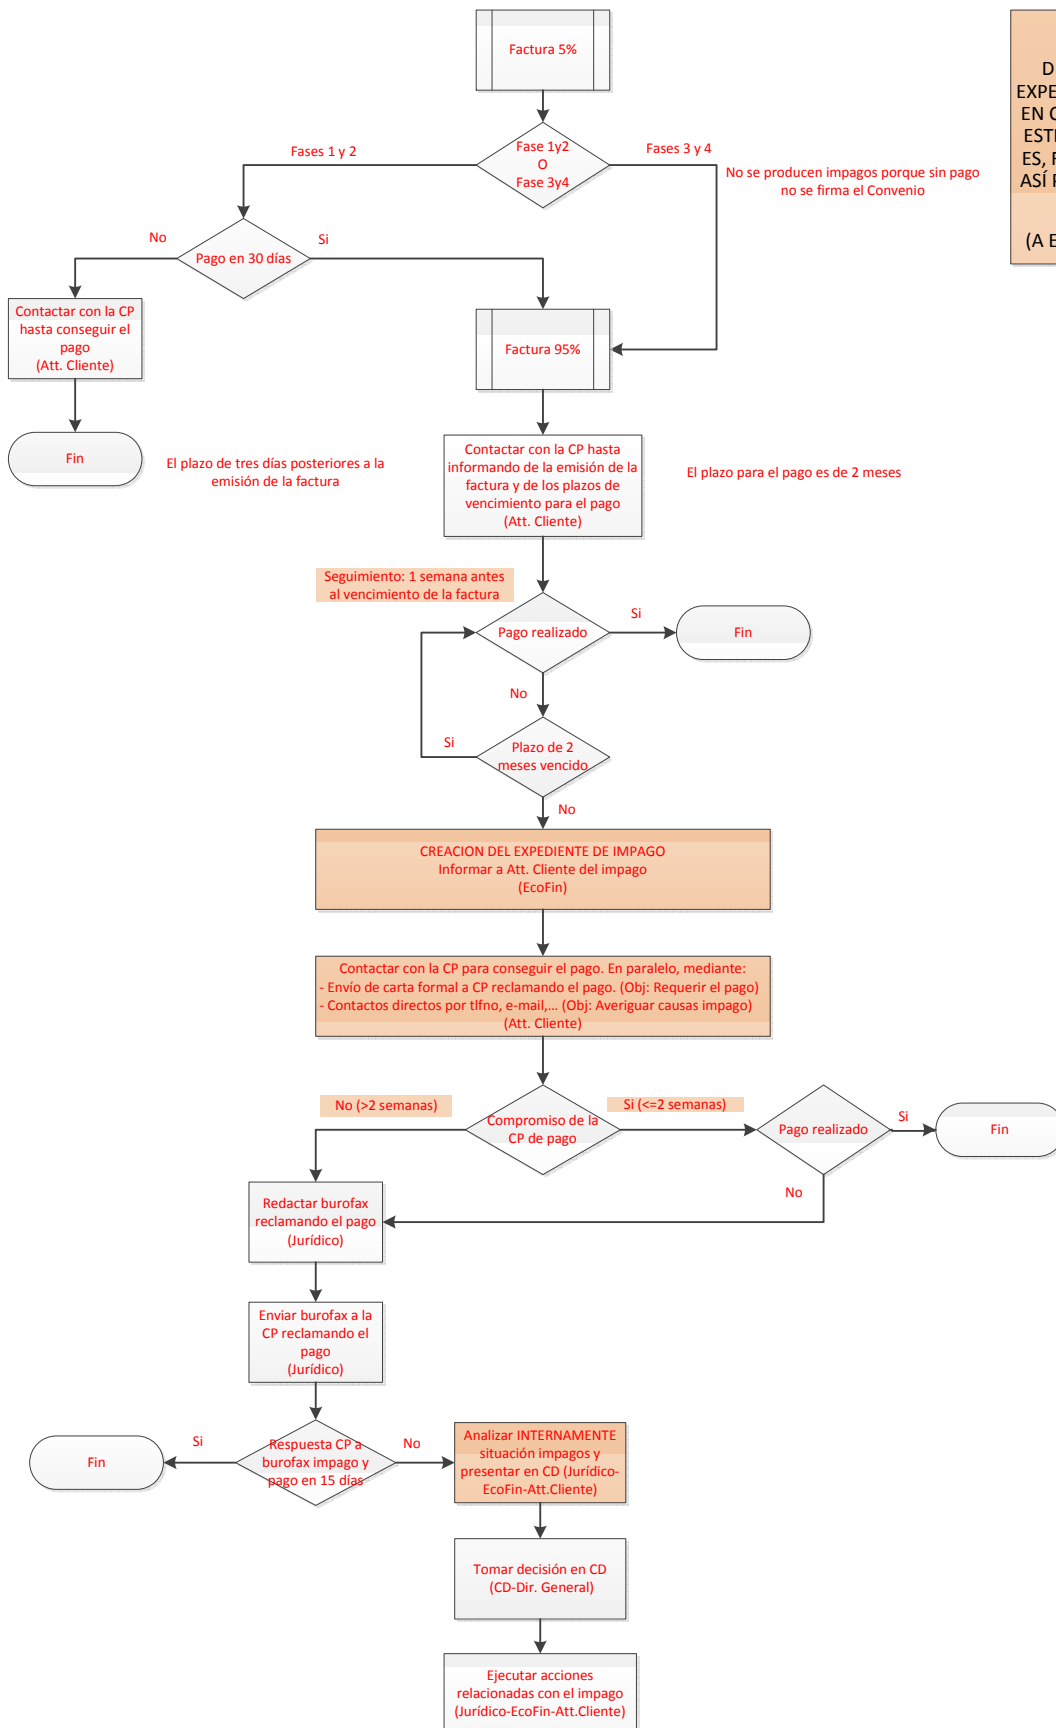 Factura 5%
Fase 1y2
O
Fase 3y4
Fases 1 y 2
Fases 3 y 4
No se producen impagos porque sin pago
no se firma el Convenio
EN
ASÍ
(A
No
Si
Pago en 30 días
Contactar con la CP
hasta conseguir el
pago
(Att. Cliente)
Factura 95%
Fin
El plazo de tres días posteriores a la
emisión de la factura
Contactar con la CP hasta
informando de la emisión de la
factura y de los plazos de
vencimiento para el pago
(Att. Cliente)
El plazo para el pago es de 2 meses
Seguimiento: 1 semana antes
al vencimiento de la factura
Pago realizado
Si
Fin
No
Si
Plazo de 2
meses vencido
No
CREACION DEL EXPEDIENTE DE IMPAGO
Informar a Att. Cliente del impago
(EcoFin)
Contactar con la CP para conseguir el pago. En paralelo, mediante:
- Envío de carta formal a CP reclamando el pago. (Obj: Requerir el pago)
- Contactos directos por tlfno, e-mail,... (Obj: Averiguar causas impago)
(Att. Cliente)
No (>2 semanas)
Compromiso de la
CP de pago
Si (<=2 semanas)
Pago realizado
Si
Fin
No
Redactar burofax
reclamando el pago
(Jurídico)
Enviar burofax a la
CP reclamando el
pago
(Jurídico)
Respuesta CP a
burofax impago y
pago en 15 días
Si
Fin
No
Analizar INTERNAMENTE
situación impagos y
presentar en CD (Jurídico-
EcoFin-Att.Cliente)
Tomar decisión en CD
(CD-Dir. General)
Ejecutar acciones
relacionadas con el impago
(Jurídico-EcoFin-Att.Cliente)